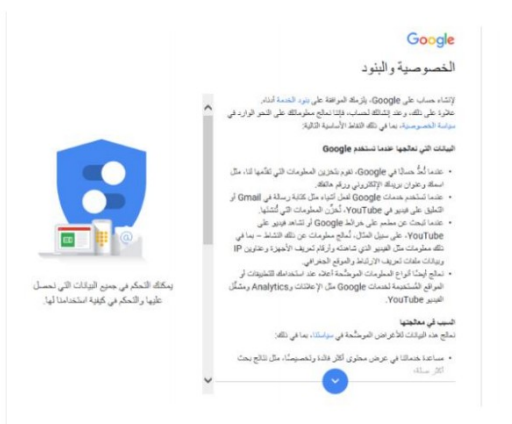 Google
الخصوصية والبنود
لإنشاء حساب على Google، يلزمك الموافقة على بنود الخدمة أدناه.
علاوة على ذلك، وعند إنشائك لحساب، فإننا نعالج معلوماتك على النحو الوارد في
سياسة الخصوصية، بما في ذلك النقاط الأساسية التالية:
البيانات التي نعالجها عندما تستخدم Google
• عندما تُعدُّ حسابًا في Google، نقوم بتخزين المعلومات التي تقدّمها لنا، مثل
اسمك وعنوان بريدك الإلكتروني ورقم هاتفك.
• عندما تستخدم خدمات Google لفعل أشياء مثل كتابة رسالة في Gmail أو
التعليق على فيديو في YouTube، نُخزِّن المعلومات التي تُنشئها.
• عندما تبحث عن مطعم على خرائط Google أو تشاهد فيديو على
YouTube، على سبيل المثال، نُعالج معلومات عن ذلك النشاط – بما في
ذلك معلومات مثل الفيديو الذي شاهدته وأرقام تعريف الأجهزة وعناوين IP
وبيانات ملفات تعريف الارتباط والموقع الجغرافي.
• نعالج أيضًا أنواع المعلومات الموضَّحة أعلاه عند استخدامك للتطبيقات أو
المواقع المُستخدِمة لخدمات Google مثل الإعلانات وAnalytics ومشغّل
الفيديو YouTube.
السبب في معالجتها
نعالج هذه البيانات للأغراض الموضَّحة في سياستنا، بما في ذلك:
• مساعدة خدماتنا في عرض محتوى أكثر فائدة وتخصيصًا، مثل نتائج بحث
أكثر صلة،
يمكنك التحكم في جميع البيانات التي نحصل
عليها والتحكم في كيفية استخدامنا لها.